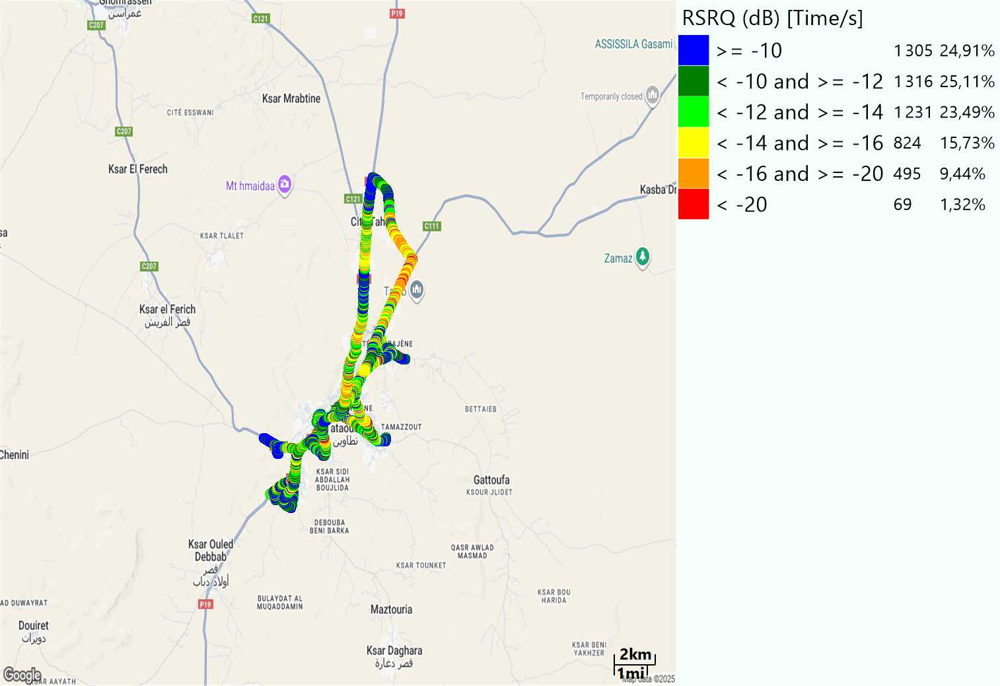 Ghomrassen
غمراسن
C207
C121
P19
ASSISSILA Gasami
Ksar Mrabtine
Temporarily closed
CITÉ ESSWANI
C207
Ksar El Ferech
Mt hmaidaa
C121
Kasba Dr
C111
KSAR TLALET
Zamaz
C207
Ksar el Ferich
قصر الفريش
BETTAIEB
TAMAZZOUT
تطاوين
Chenini
KSAR SIDI
ABDALLAH
BOUJLIDA
Gattoufa
KSOUR JLIDET
DEBOUBA
BENI BARKA
Ksar Ouled
Debbab
قصر
أولاد دباب
QASR AWLAD
MASMAD
KSAR TOUNKET
KSAR BOU
HARIDA
BULAYDAT AL
MUQADDAMIN
AD DUWAYRAT
P19
Maztouria
Douiret
دويرات
Ksar Daghara
قصر دغارة
KSAR BENI
YAKHZER
2km
1mi
Google
KSAR AAYATH
Map data ©2025
RSRQ (dB) [Time/s]
>= -10 1 305 24,91%
< -10 and >= -12 1 316 25,11%
< -12 and >= -14 1 231 23,49%
< -14 and >= -16 824 15,73%
< -16 and >= -20 495 9,44%
< -20 69 1,32%